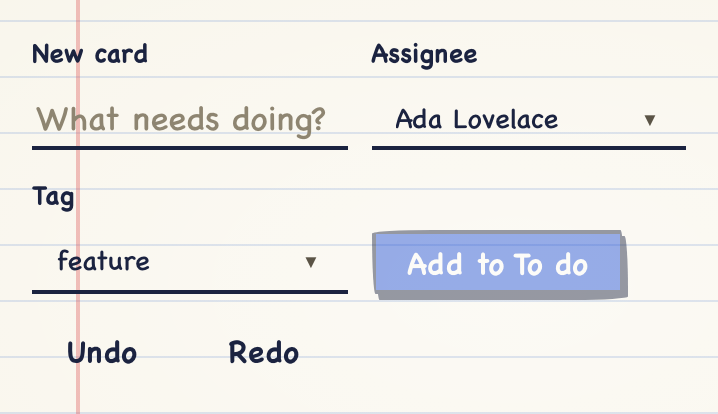 New card
Assignee
What needs doing?
Ada Lovelace
Tag
feature
Add to To do
Undo
Redo